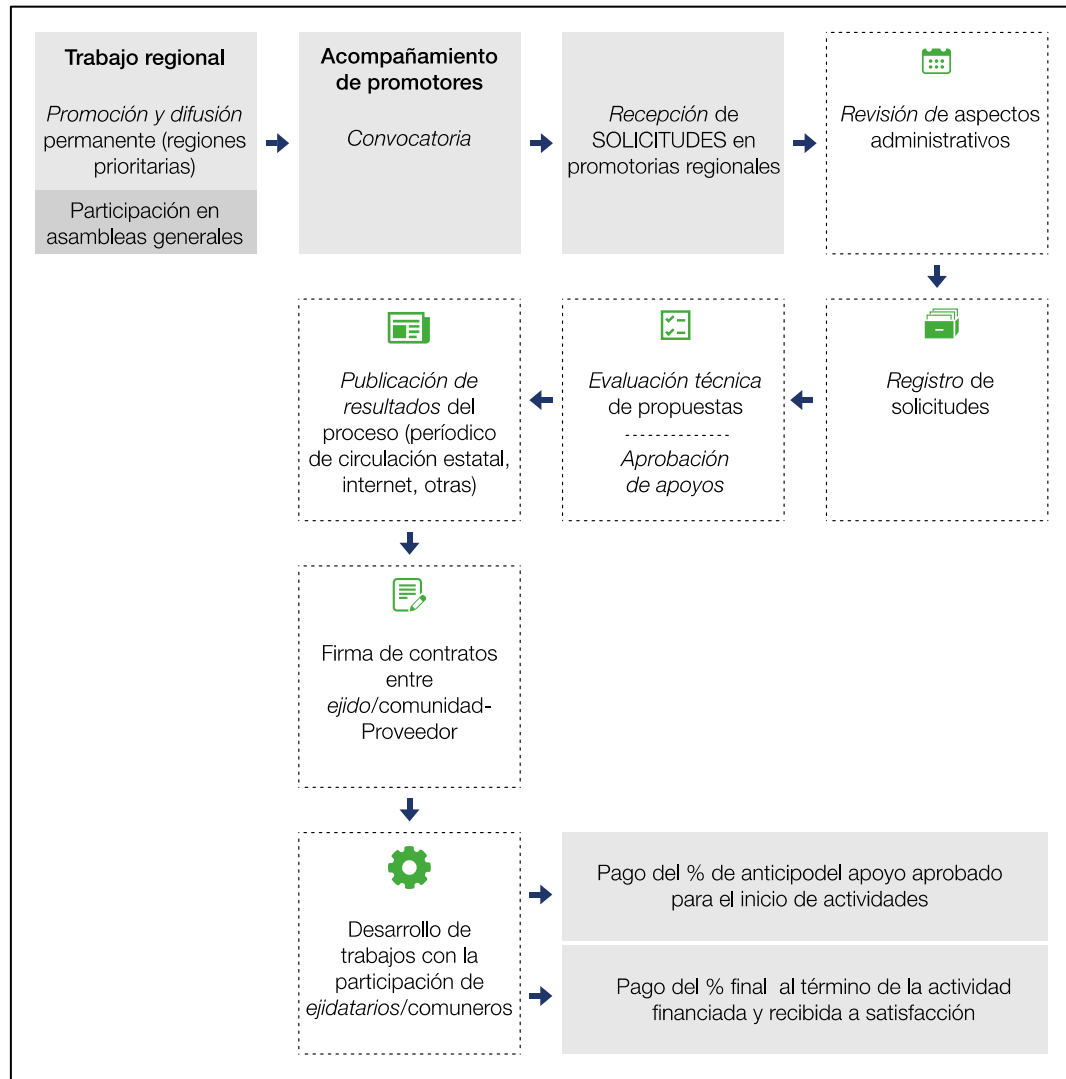 Trabajo regional
Promoción y difusión
permanente (regiones
prioritarias)
Participación en
asambleas generales
Acompañamiento
de promotores
Convocatoria
Recepción de
SOLICITUDES en
promotorias regionales
Revisión de aspectos
administrativos
Registro de
solicitudes
Evaluación técnica
de propuestas
Aprobación
de apoyos
Publicación de
resultados del
proceso (períodico
de circulación estatal,
internet, otras)
Firma de contratos
entre
ejido/comunidad-
Proveedor
Desarrollo de
trabajos con la
participación de
ejidatarios/comuneros
Pago del % de anticipodel apoyo aprobado
para el inicio de actividades
Pago del % final al término de la actividad
financiada y recibida a satisfacción